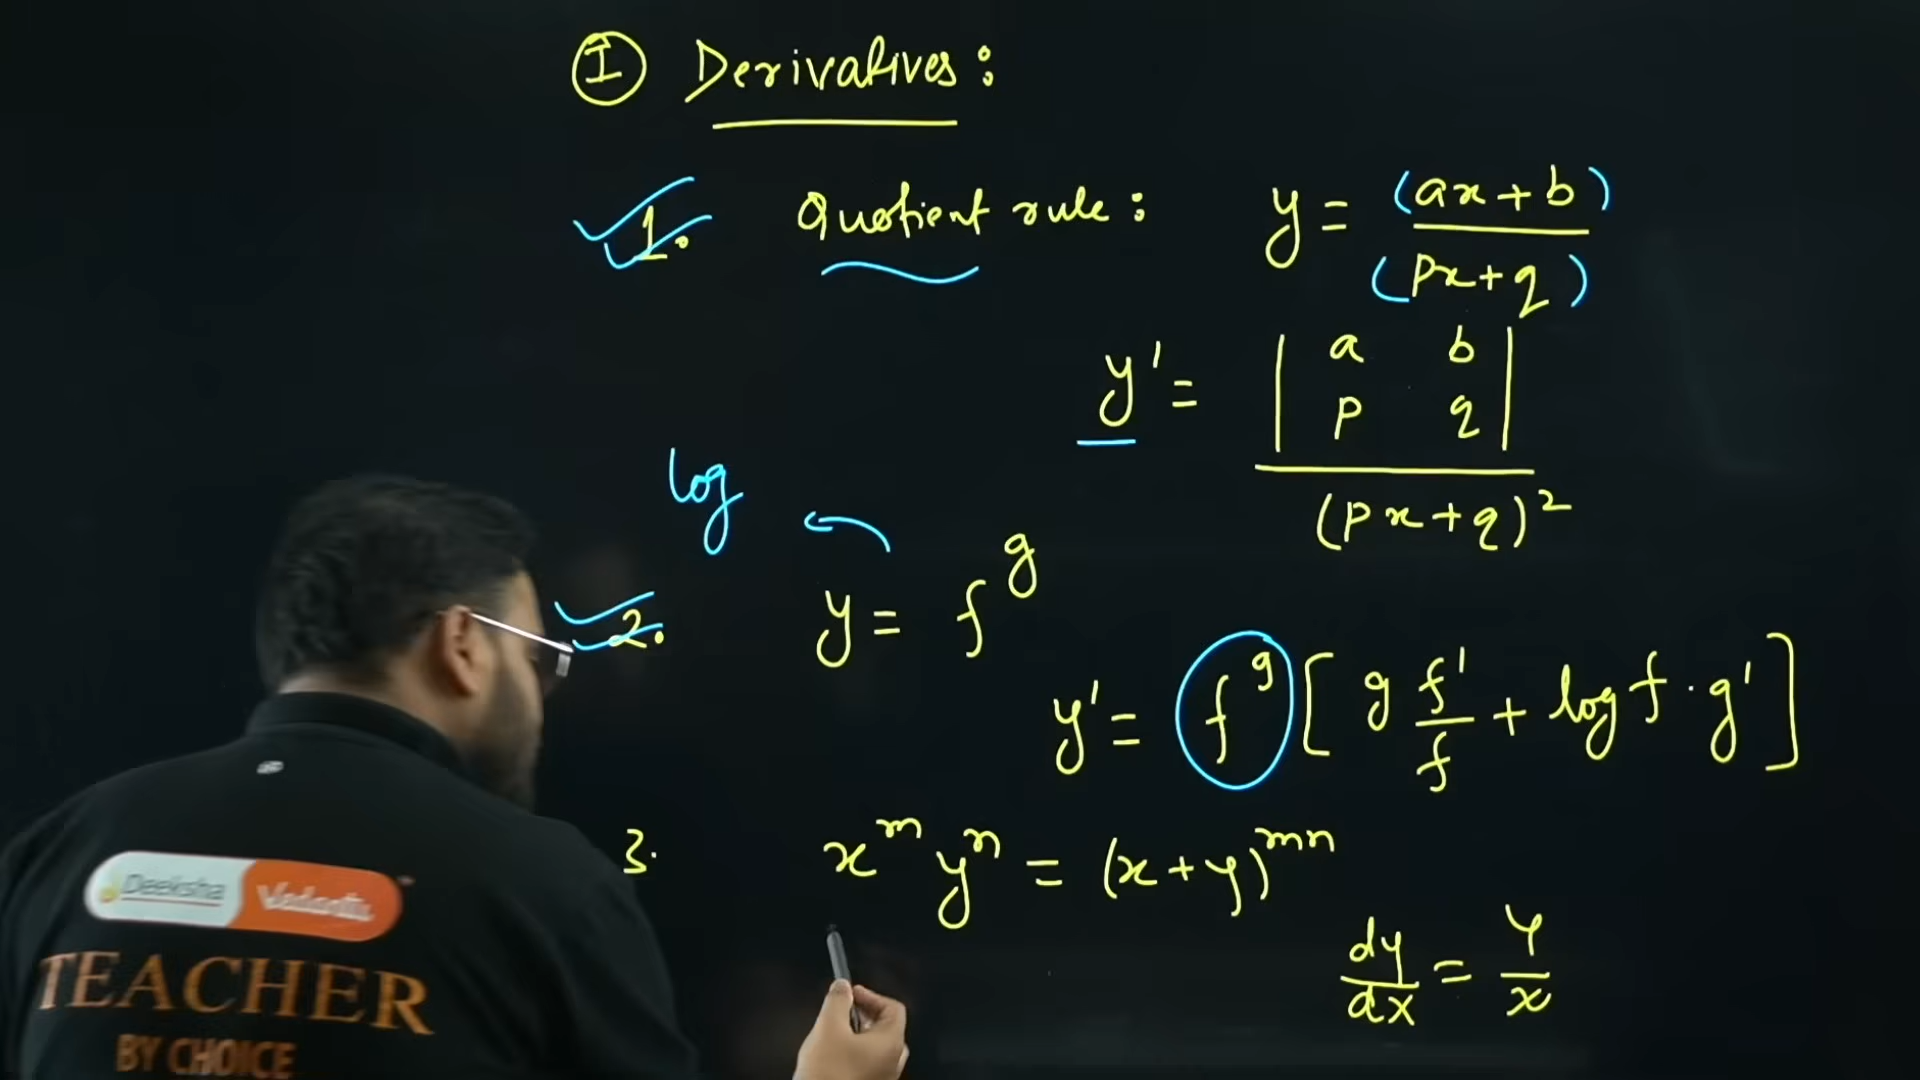 I Derivatives:
1. Quotient rule: y = (ax+b) / (px+q)
y' = | a b |
| p q |
(px+q)²
log
2. y = f^g
y' = f^g [ g f'/f + log f · g' ]
3. x^m y^n = (x+y)^mn
dy/dx = y/x
Deeksha Vedantu
TEACHER
BY CHOICE